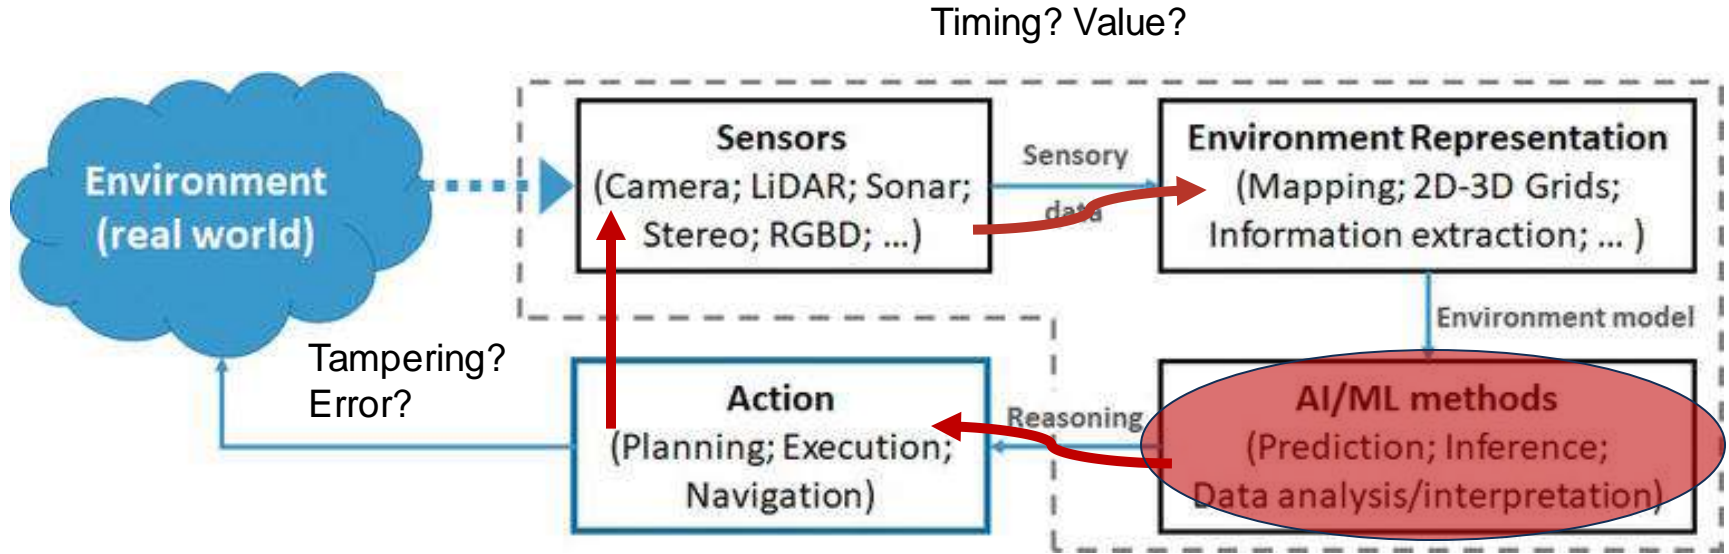 Timing? Value?
Environment
(real world)
Sensors
(Camera; LiDAR; Sonar;
Stereo; RGBD; ...)
Sensory
data
Environment Representation
(Mapping; 2D-3D Grids;
Information extraction; ... )
Environment model
Tampering?
Error?
Action
(Planning; Execution;
Navigation)
Reasoning
AI/ML methods
(Prediction; Inference;
Data analysis/interpretation)